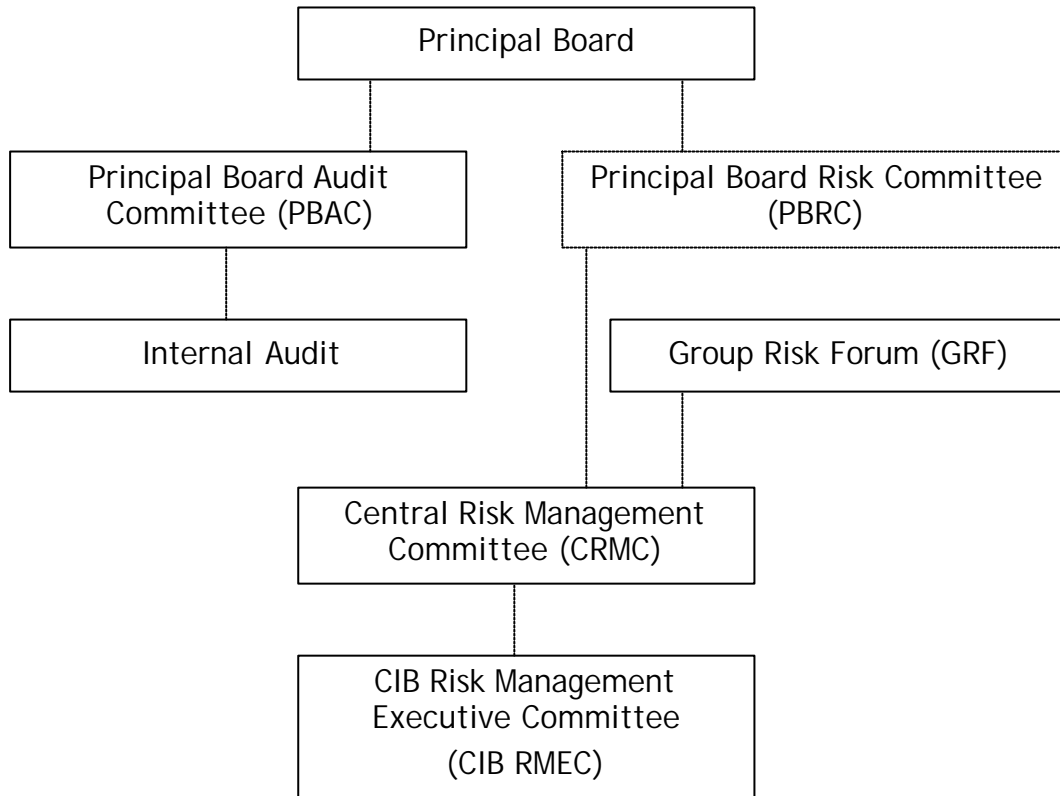 Principal Board
Principal Board Audit
Committee (PBAC)
Principal Board Risk Committee
(PBRC)
Internal Audit
Group Risk Forum (GRF)
Central Risk Management
Committee (CRMC)
CIB Risk Management
Executive Committee
(CIB RMEC)